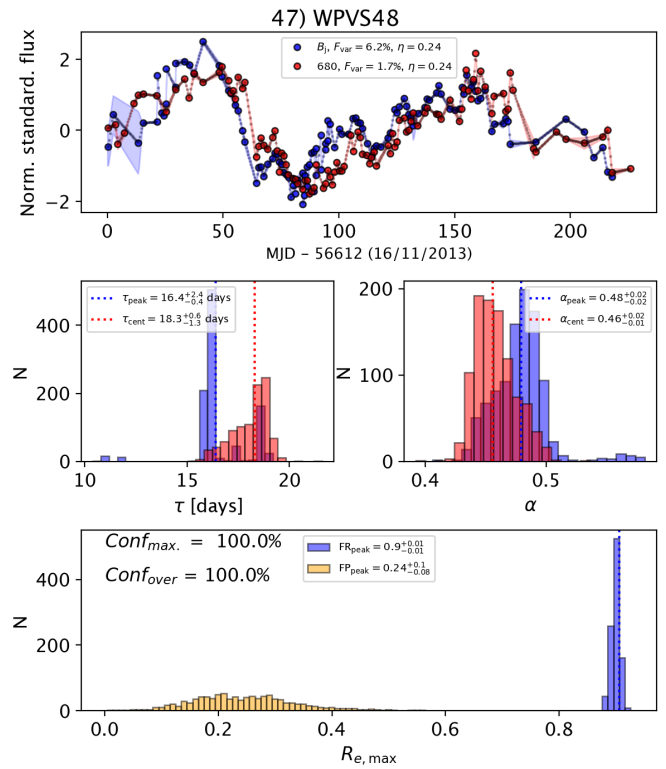 47) WPVS48
Norm. standard. flux
B_j, F_var = 6.2%, η = 0.24
680, F_var = 1.7%, η = 0.24
2
0
−2
0 50 100 150 200
MJD − 56612 (16/11/2013)
N
τ_peak = 16.4^{+2.4}_{−0.4} days
τ_cent = 18.3^{+0.6}_{−1.3} days
400
200
0
10 15 20
τ [days]
N
α_peak = 0.48^{+0.02}_{−0.02}
α_cent = 0.46^{+0.02}_{−0.01}
200
100
0
0.4 0.5
α
N
Conf_max. = 100.0%
Conf_over = 100.0%
FR_peak = 0.9^{+0.01}_{−0.01}
FP_peak = 0.24^{+0.1}_{−0.08}
400
200
0
0.0 0.2 0.4 0.6 0.8
R_{e, max}